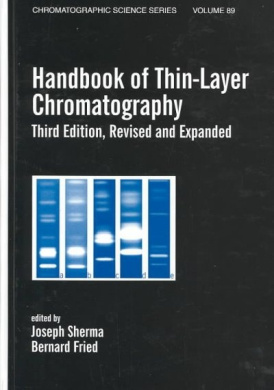 CHROMATOGRAPHIC SCIENCE SERIES VOLUME 89
Handbook of Thin-Layer
Chromatography
Third Edition, Revised and Expanded
a b c d e
edited by
Joseph Sherma
Bernard Fried